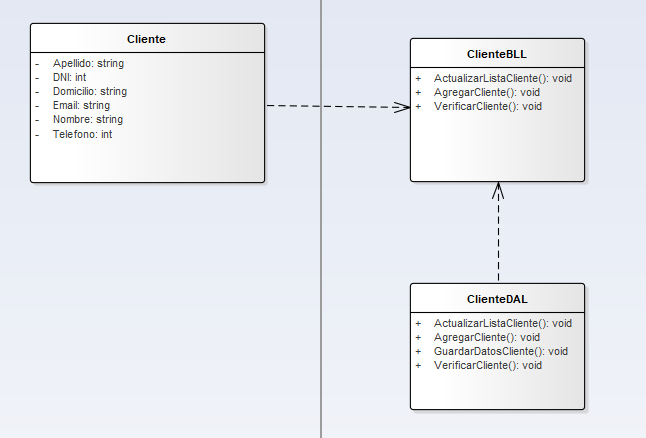 Cliente
- Apellido: string
- DNI: int
- Domicilio: string
- Email: string
- Nombre: string
- Telefono: int
ClienteBLL
+ ActualizarListaCliente(): void
+ AgregarCliente(): void
+ VerificarCliente(): void
ClienteDAL
+ ActualizarListaCliente(): void
+ AgregarCliente(): void
+ GuardarDatosCliente(): void
+ VerificarCliente(): void